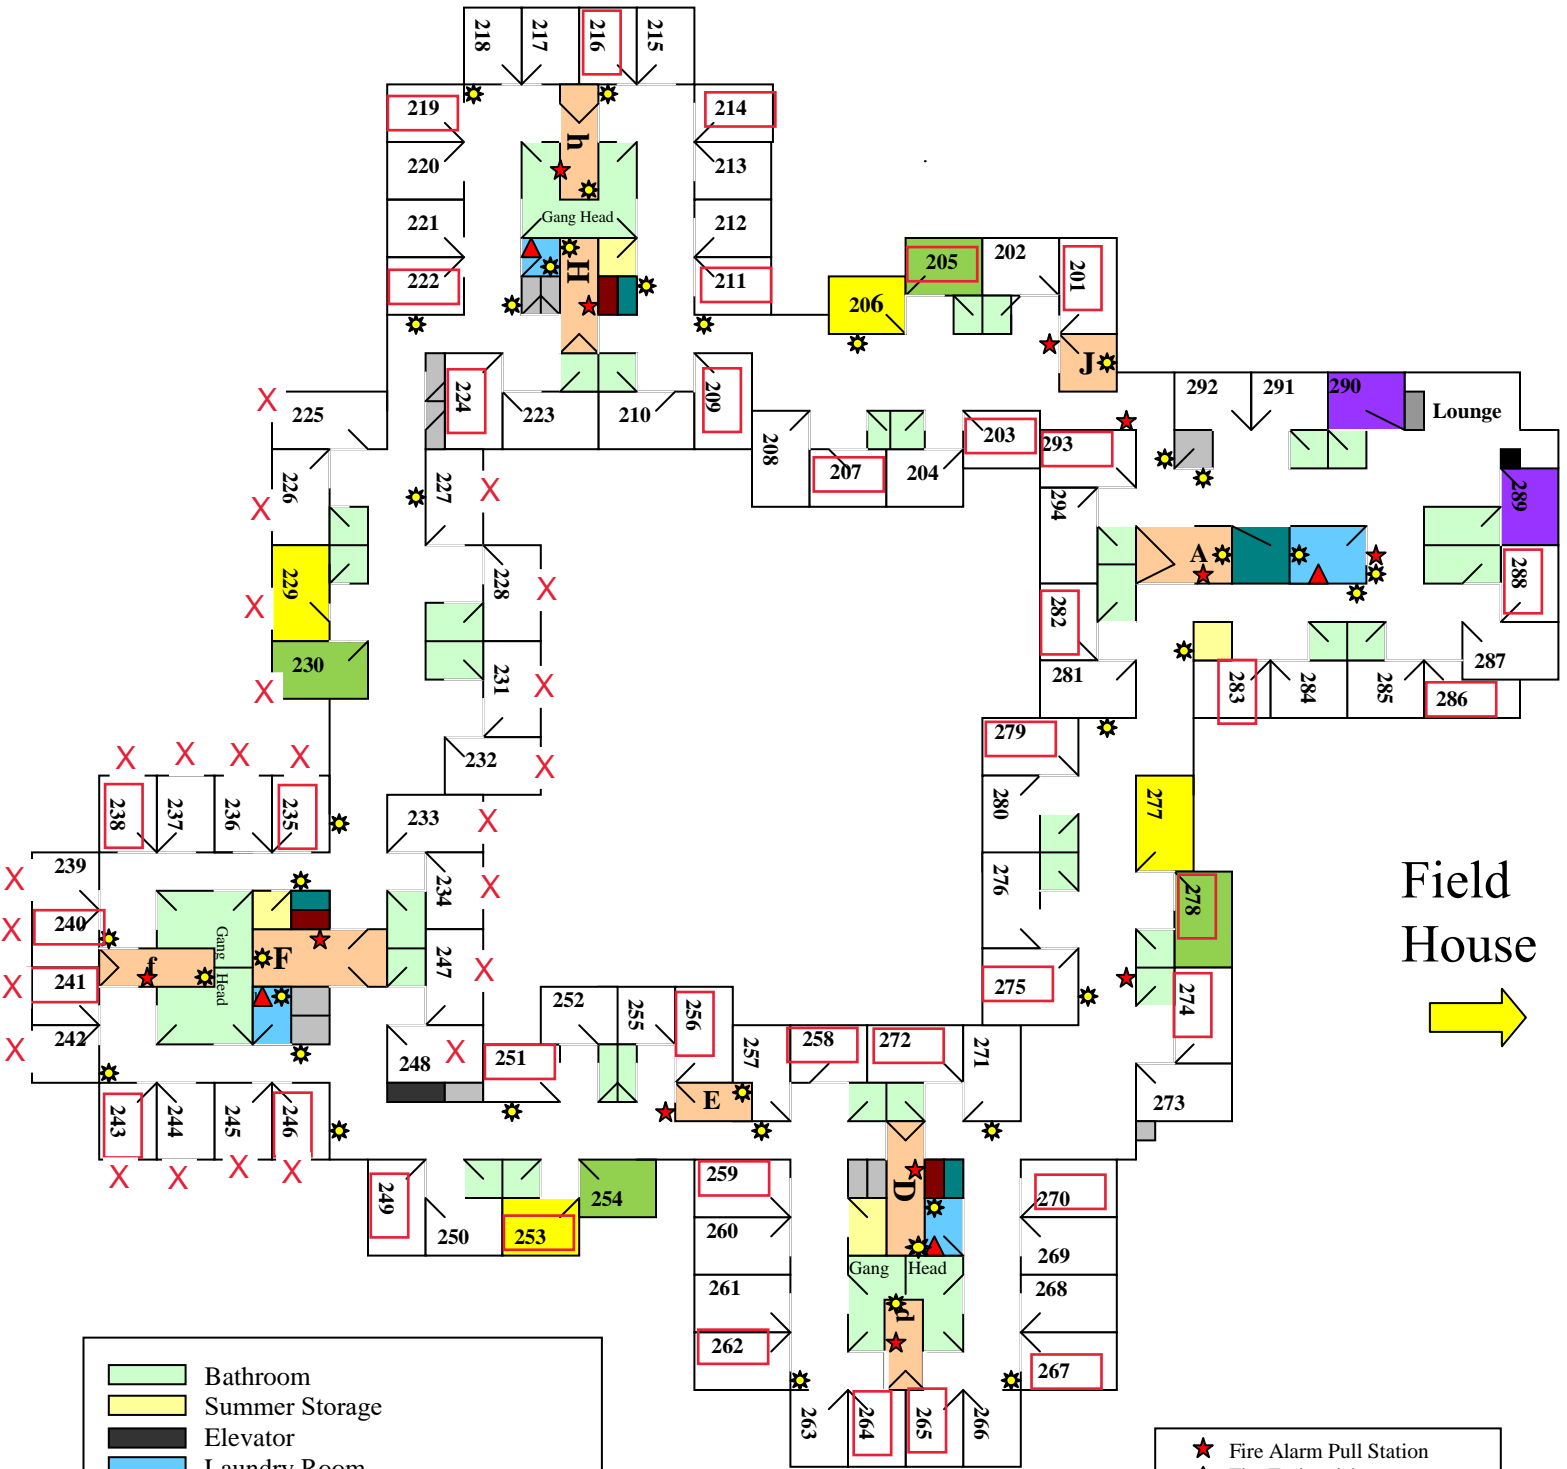 218 217 216 215
219 214
h
220 213
Gang Head
221 212
H
222 211
205 202 201
206
J
X 225 224 223 210 209
208 207 204 203
292 291 290 Lounge
293
294
289
226 X
227 X
A
229 X
228 X
288
282
230 X
231 X
281
287
283 284 285 286
232 X
279
X X X X
238 237 236 235
233 X
280 277
X 239
234 X
276
278
Field
House
X 240
Gang
F
f
Head
247 X
X 241
275
274
X 242
248 X 251
252 255 256
257 258 272 271
E
273
243 244 245 246
X X X X
249 250 253 254
259
D
270
260 269
Gang Head
261 268
d
262 267
263 264 265 266
Bathroom
Summer Storage
Elevator
Laundry Room
Fire Alarm Pull Station